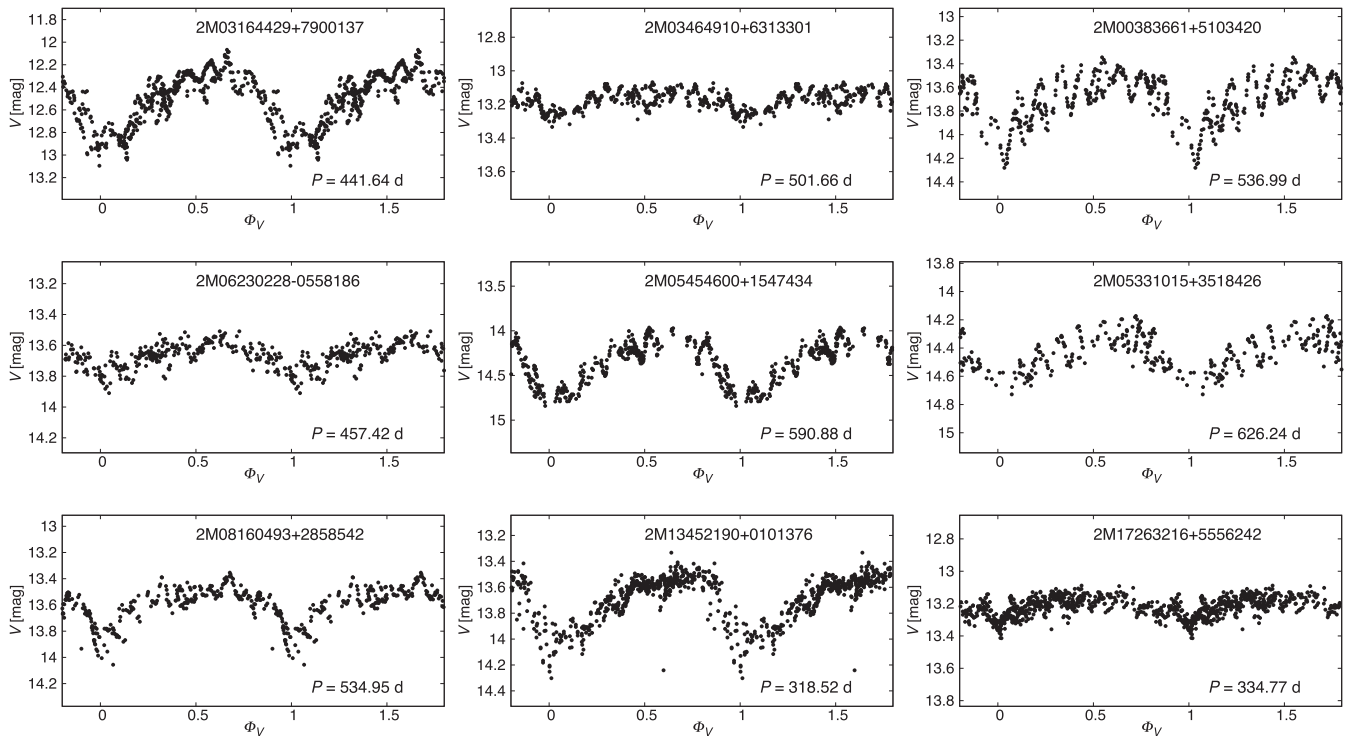 2M03164429+7900137
V [mag]
11.8
12
12.2
12.4
12.6
12.8
13
13.2
P = 441.64 d
0
0.5
1
1.5
Φ_V
2M03464910+6313301
V [mag]
12.8
13
13.2
13.4
13.6
P = 501.66 d
0
0.5
1
1.5
Φ_V
2M00383661+5103420
V [mag]
13
13.2
13.4
13.6
13.8
14
14.2
14.4
P = 536.99 d
0
0.5
1
1.5
Φ_V
2M06230228-0558186
V [mag]
13.2
13.4
13.6
13.8
14
14.2
P = 457.42 d
0
0.5
1
1.5
Φ_V
2M05454600+1547434
V [mag]
13.5
14
14.5
15
P = 590.88 d
0
0.5
1
1.5
Φ_V
2M05331015+3518426
V [mag]
13.8
14
14.2
14.4
14.6
14.8
15
P = 626.24 d
0
0.5
1
1.5
Φ_V
2M08160493+2858542
V [mag]
13
13.2
13.4
13.6
13.8
14
14.2
P = 534.95 d
0
0.5
1
1.5
Φ_V
2M13452190+0101376
V [mag]
13.2
13.4
13.6
13.8
14
14.2
14.4
P = 318.52 d
0
0.5
1
1.5
Φ_V
2M17263216+5556242
V [mag]
12.8
13
13.2
13.4
13.6
13.8
P = 334.77 d
0
0.5
1
1.5
Φ_V